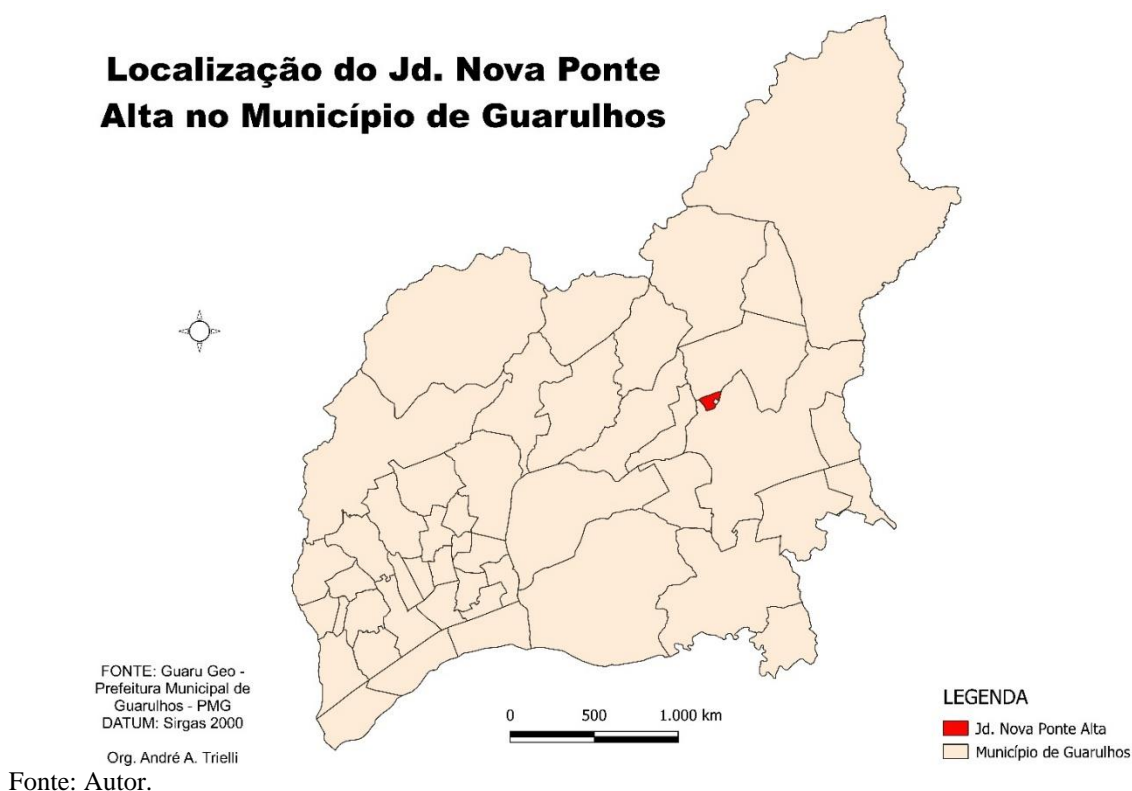 Localização do Jd. Nova Ponte
Alta no Município de Guarulhos
FONTE: Guaru Geo -
Prefeitura Municipal de
Guarulhos - PMG
DATUM: Sirgas 2000
Org. André A. Trielli
0 500 1.000 km
LEGENDA
Jd. Nova Ponte Alta
Município de Guarulhos
Fonte: Autor.